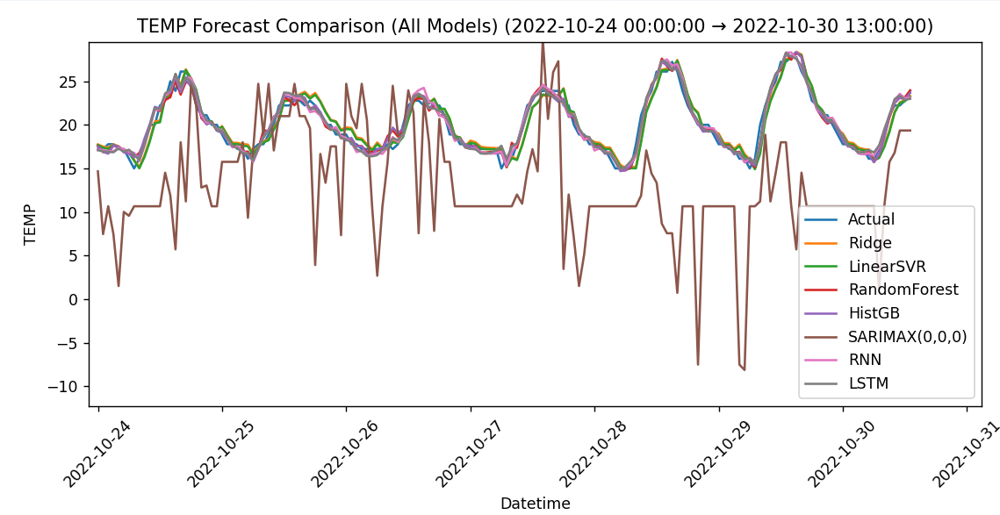 TEMP Forecast Comparison (All Models) (2022-10-24 00:00:00 → 2022-10-30 13:00:00)
TEMP
25
20
15
10
5
0
−5
−10
Actual
Ridge
LinearSVR
RandomForest
HistGB
SARIMAX(0,0,0)
RNN
LSTM
2022-10-24
2022-10-25
2022-10-26
2022-10-27
2022-10-28
2022-10-29
2022-10-30
2022-10-31
Datetime